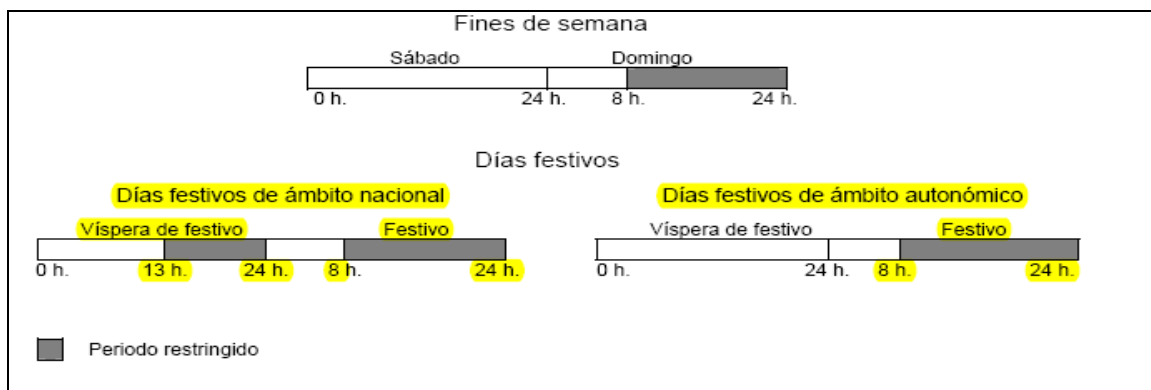 Fines de semana
Sábado Domingo
0 h. 24 h. 8 h. 24 h.
Días festivos
Días festivos de ámbito nacional Días festivos de ámbito autonómico
Víspera de festivo Festivo Víspera de festivo Festivo
0 h. 13 h. 24 h. 8 h. 24 h. 0 h. 24 h. 8 h. 24 h.
Periodo restringido